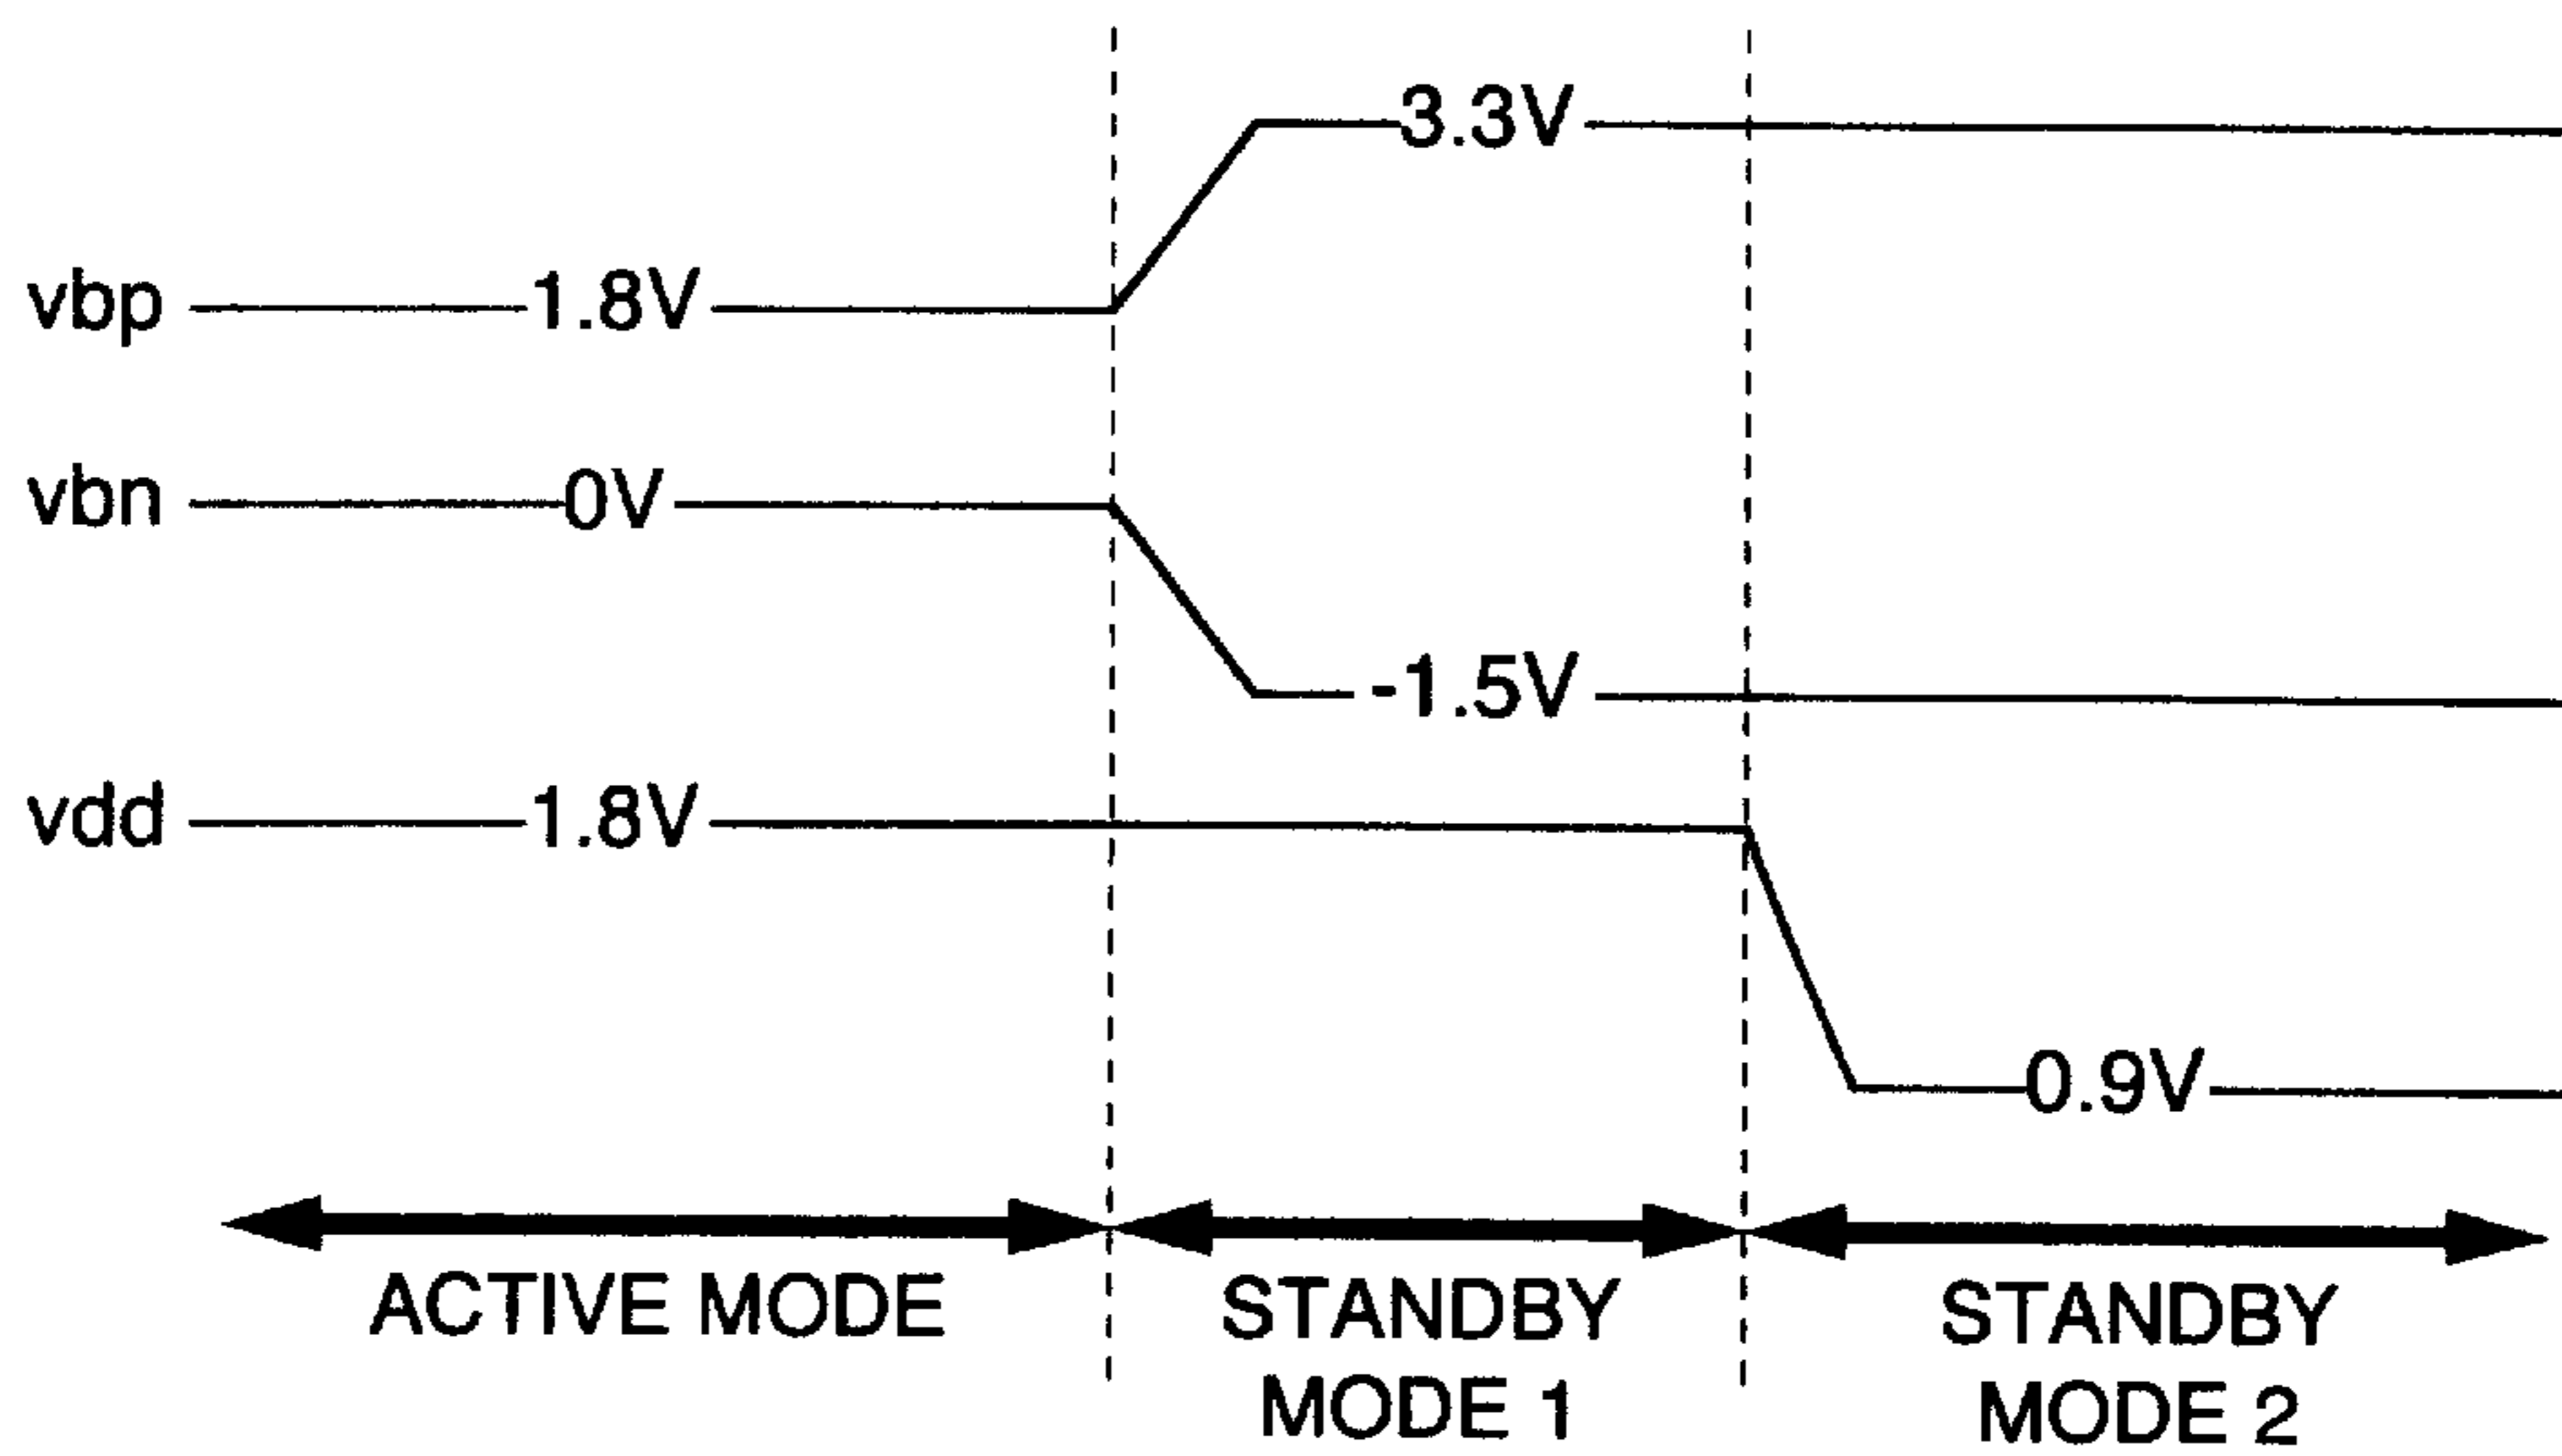 3.3V
vbp 1.8V
vbn 0V
-1.5V
vdd 1.8V
0.9V
ACTIVE MODE
STANDBY MODE 1
STANDBY MODE 2